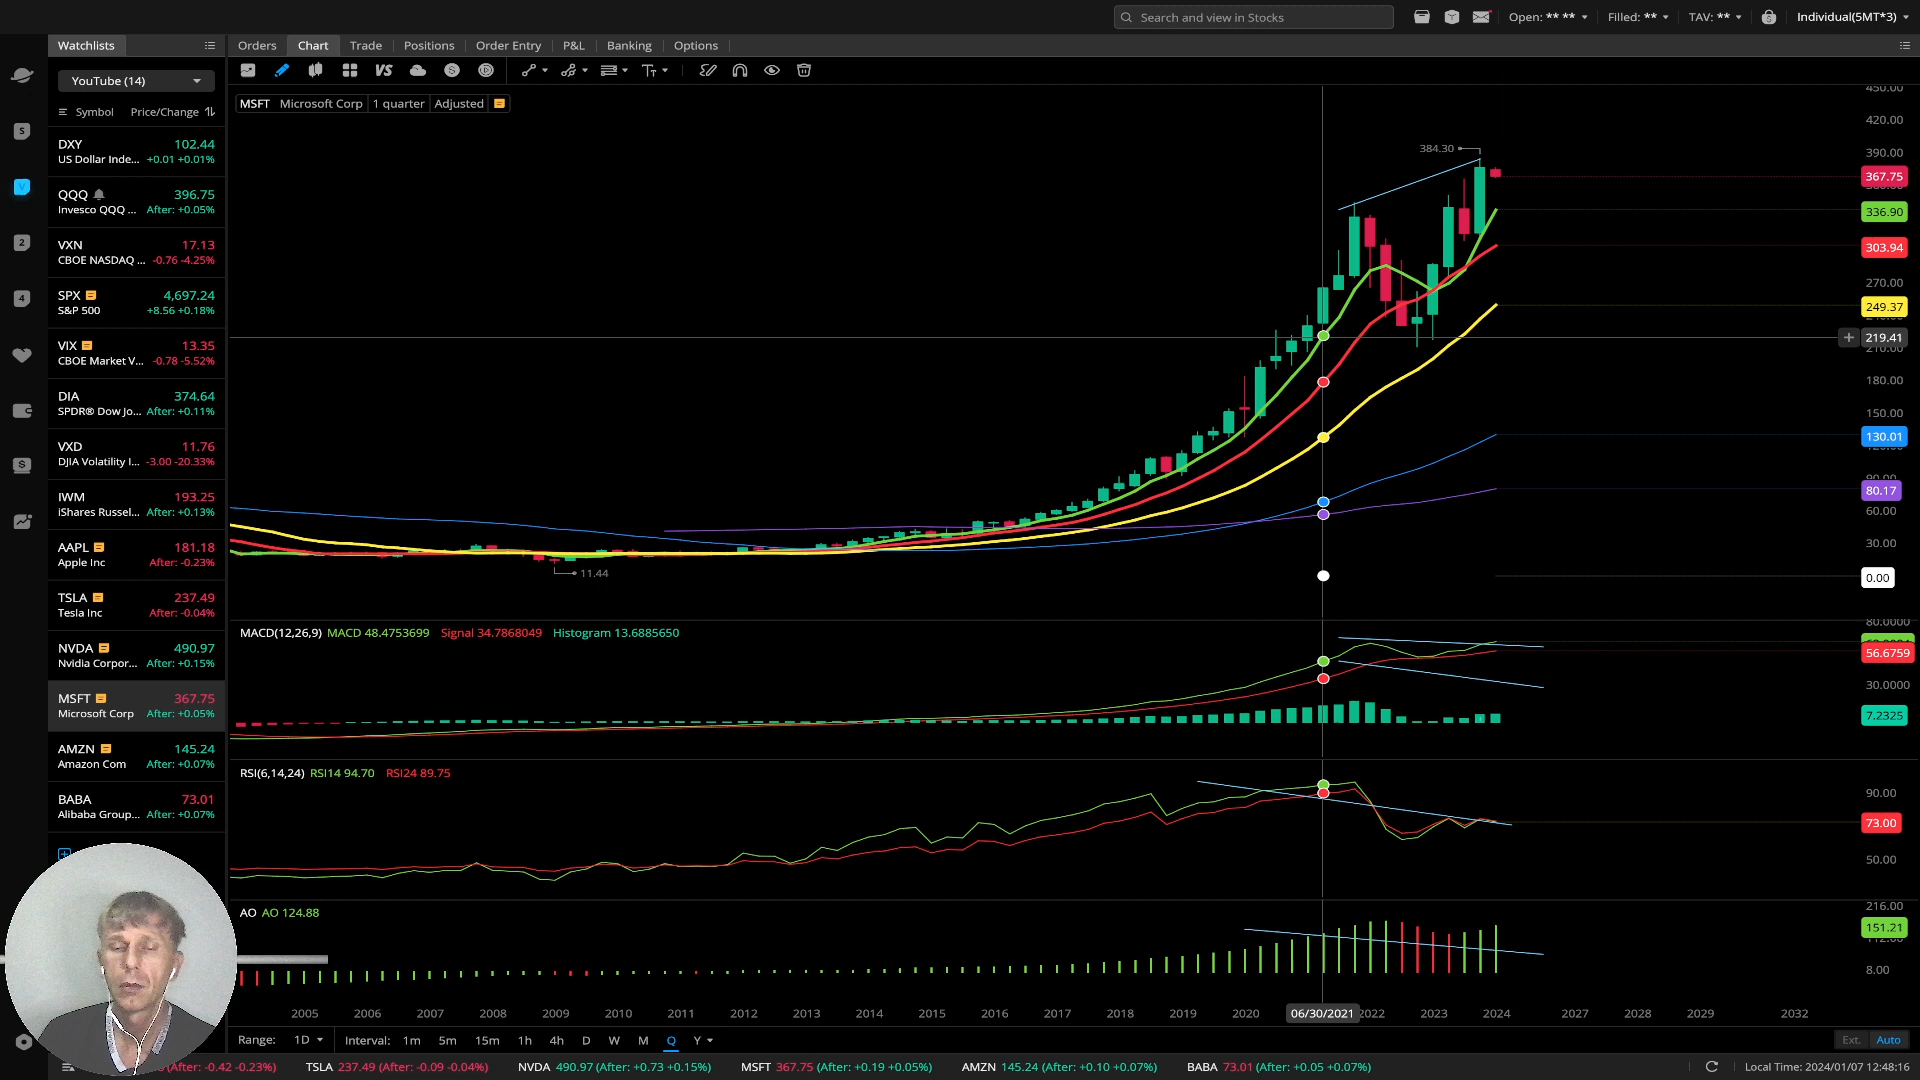 Search and view in Stocks
Open: ** ** Filled: ** TAV: ** Individual(5MT*3)
Watchlists
Orders Chart Trade Positions Order Entry P&L Banking Options
YouTube (14)
VS
Symbol Price/Change
MSFT Microsoft Corp 1 quarter Adjusted
DXY 102.44
US Dollar Inde... +0.01 +0.01%
QQQ 396.75
Invesco QQQ ... After: +0.05%
VXN 17.13
CBOE NASDAQ ... -0.76 -4.25%
SPX 4,697.24
S&P 500 +8.56 +0.18%
VIX 13.35
CBOE Market V... -0.78 -5.52%
DIA 374.64
SPDR® Dow Jo... After: +0.11%
VXD 11.76
DJIA Volatility I... -3.00 -20.33%
IWM 193.25
iShares Russel... After: +0.13%
AAPL 181.18
Apple Inc After: -0.23%
TSLA 237.49
Tesla Inc After: -0.04%
NVDA 490.97
Nvidia Corpor... After: +0.15%
MSFT 367.75
Microsoft Corp After: +0.05%
AMZN 145.24
Amazon Com After: +0.07%
BABA 73.01
Alibaba Group... After: +0.07%
450.00
420.00
384.30
390.00
367.75
336.90
303.94
270.00
249.37
219.41
210.00
180.00
150.00
130.01
80.17
60.00
30.00
11.44
0.00
MACD(12,26,9) MACD 48.4753699 Signal 34.7868049 Histogram 13.6885650
80.0000
56.6759
30.0000
7.2325
RSI(6,14,24) RSI14 94.70 RSI24 89.75
90.00
73.00
50.00
AO AO 124.88
216.00
151.21
8.00
2005 2006 2007 2008 2009 2010 2011 2012 2013 2014 2015 2016 2017 2018 2019 2020 06/30/2021 2022 2023 2024 2027 2028 2029 2032
Range: 1D Interval: 1m 5m 15m 1h 4h D W M Q Y Ext. Auto
(After: -0.42 -0.23%) TSLA 237.49 (After: -0.09 -0.04%) NVDA 490.97 (After: +0.73 +0.15%) MSFT 367.75 (After: +0.19 +0.05%) AMZN 145.24 (After: +0.10 +0.07%) BABA 73.01 (After: +0.05 +0.07%) Local Time: 2024/01/07 12:48:16